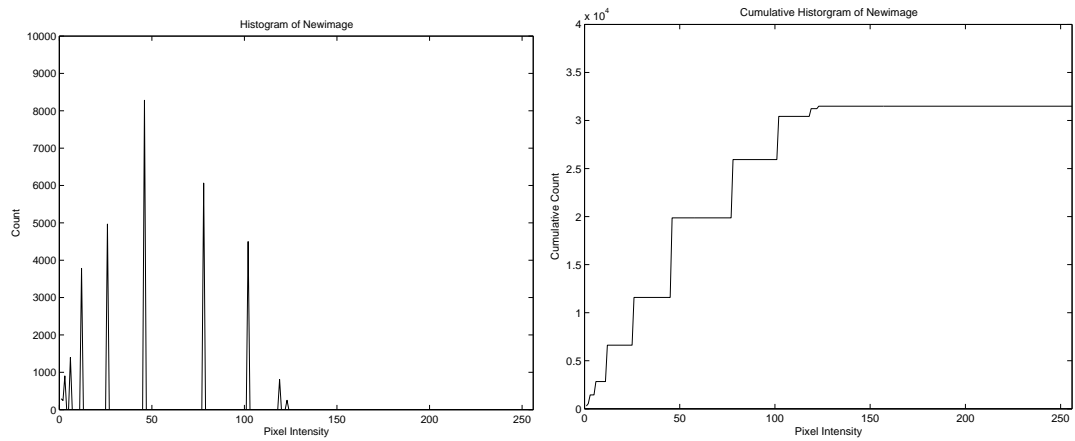 Histogram of Newimage
10000
9000
8000
7000
6000
5000
4000
3000
2000
1000
0
0 50 100 150 200 250
Pixel Intensity
Count
Cumulative Historgram of Newimage
x 10^4
4
3.5
3
2.5
2
1.5
1
0.5
0
0 50 100 150 200 250
Pixel Intensity
Cumulative Count